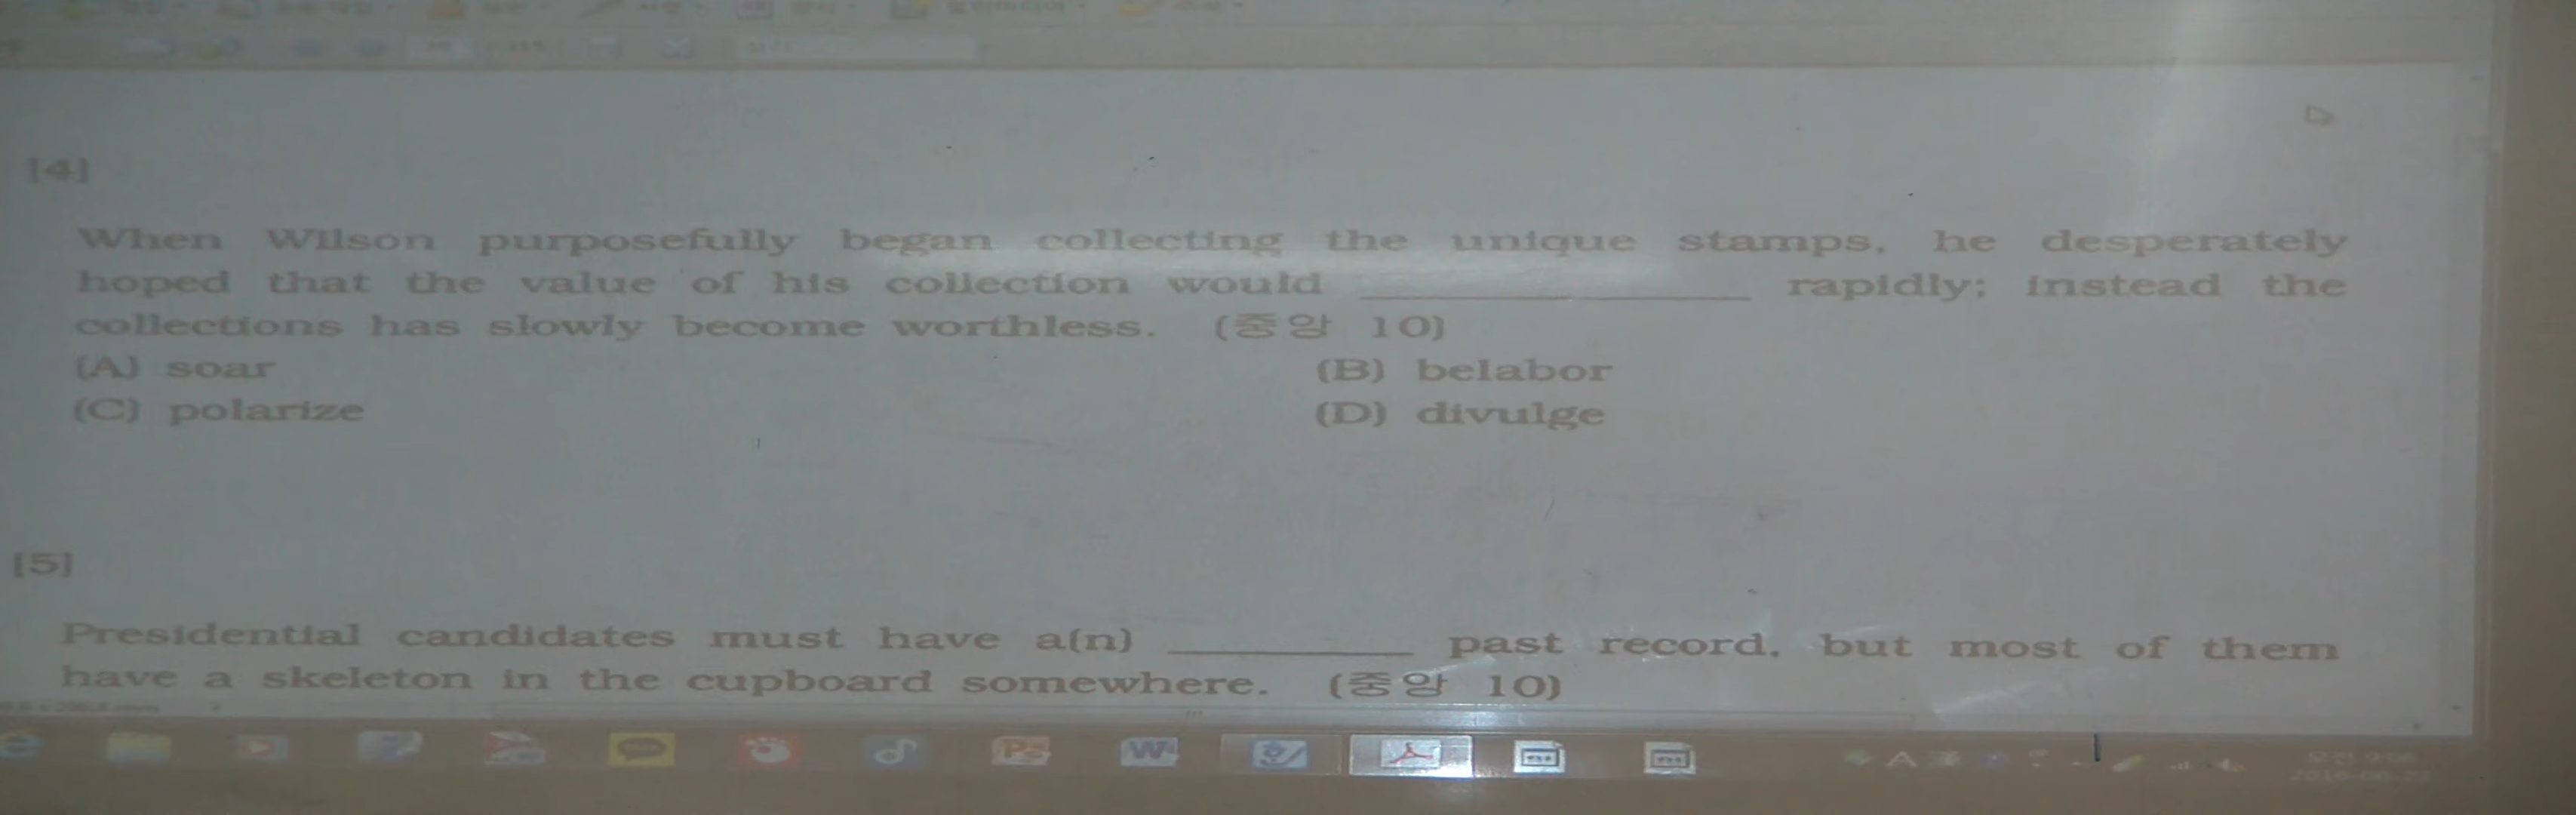 [4]
When Wilson purposefully began collecting the unique stamps, he desperately
hoped that the value of his collection would __________ rapidly; instead the
collections has slowly become worthless. (중앙 10)
(A) soar (B) belabor
(C) polarize (D) divulge
[5]
Presidential candidates must have a(n) __________ past record, but most of them
have a skeleton in the cupboard somewhere. (중앙 10)